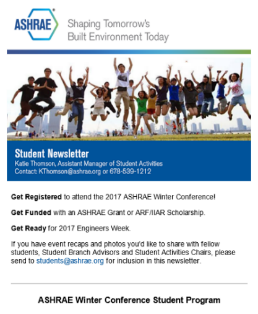 ASHRAE
Shaping Tomorrow's
Built Environment Today
Student Newsletter
Katie Thomson, Assistant Manager of Student Activities
Contact KThomson@ashrae.org or 678-539-1212
Get Registered to attend the 2017 ASHRAE Winter Conference!
Get Funded with an ASHRAE Grant or ARF/IIAR Scholarship.
Get Ready for 2017 Engineers Week.
If you have event recaps and photos you'd like to share with fellow
students, Student Branch Advisors and Student Activities Chairs, please
send to students@ashrae.org for inclusion in this newsletter.
ASHRAE Winter Conference Student Program